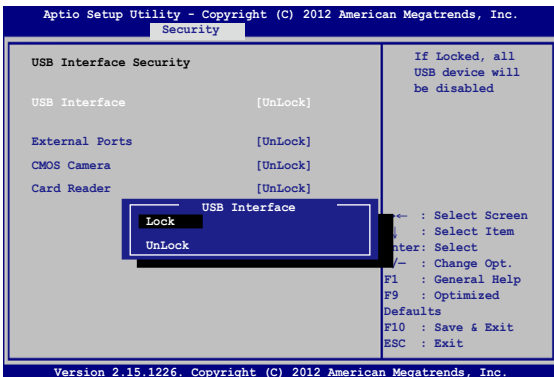 Aptio Setup Utility - Copyright (C) 2012 American Megatrends, Inc.
Security
USB Interface Security
USB Interface [UnLock]
External Ports [UnLock]
CMOS Camera [UnLock]
Card Reader [UnLock]
USB Interface
Lock
UnLock
If Locked, all
USB device will
be disabled
← : Select Screen
↓ : Select Item
nter: Select
/— : Change Opt.
F1 : General Help
F9 : Optimized
Defaults
F10 : Save & Exit
ESC : Exit
Version 2.15.1226. Copyright (C) 2012 American Megatrends, Inc.